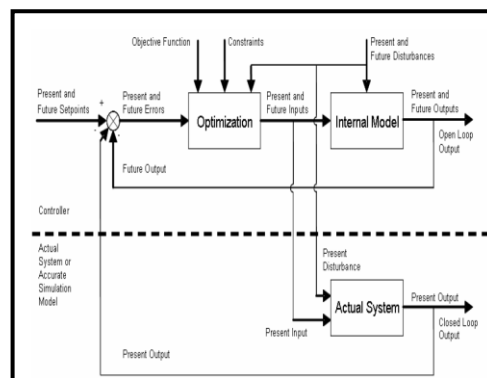 Objective Function
Constraints
Present and
Future Disturbances
Present and
Future Setpoints
+
-
-
Present and
Future Errors
Optimization
Present and
Future Inputs
Internal Model
Present and
Future Outputs
Open Loop
Output
Future Output
Controller
Actual
System or
Accurate
Simulation
Model
Present
Disturbance
Actual System
Present Output
Closed Loop
Output
Present Input
Present Output